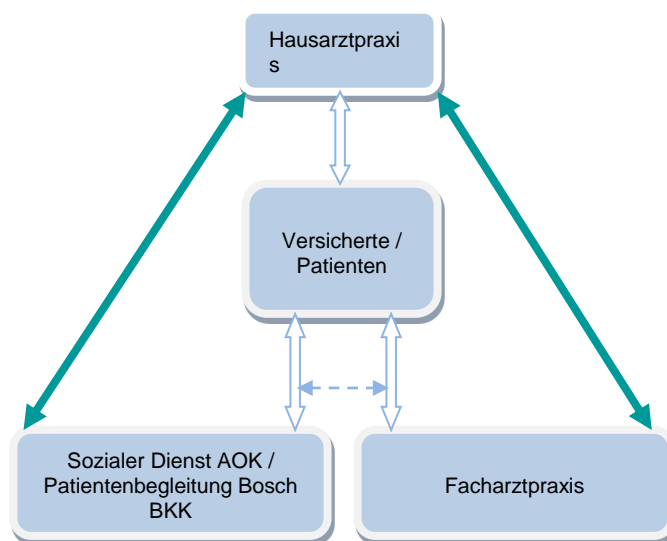 Hausarztpraxi
s
Versicherte /
Patienten
Sozialer Dienst AOK /
Patientenbegleitung Bosch
BKK
Facharztpraxis